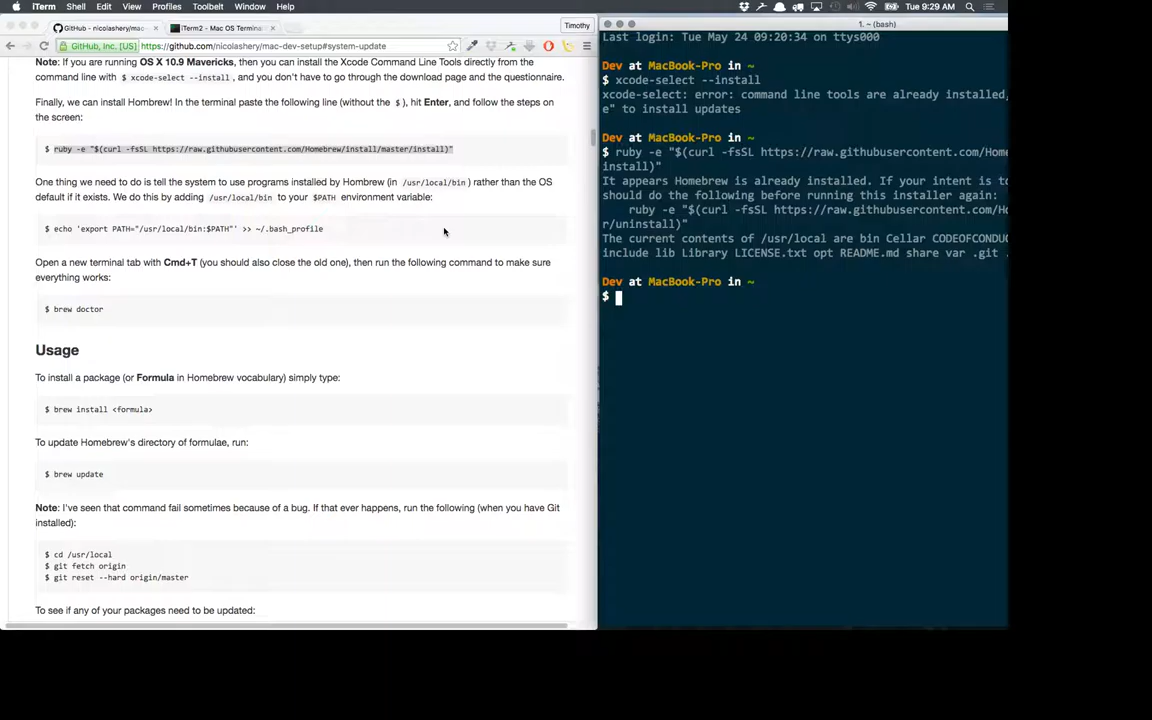 iTerm Shell Edit View Profiles Toolbelt Window Help Tue 9:29 AM
GitHub - nicolashery/mac- iTerm2 - Mac OS Termina Timothy
GitHub, Inc. [US] https://github.com/nicolashery/mac-dev-setup#system-update
Note: If you are running OS X 10.9 Mavericks, then you can install the Xcode Command Line Tools directly from the
command line with $ xcode-select --install, and you don't have to go through the download page and the questionnaire.
Finally, we can install Hombrew! In the terminal paste the following line (without the $), hit Enter, and follow the steps on
the screen:
$ ruby -e "$(curl -fsSL https://raw.githubusercontent.com/Homebrew/install/master/install)"
One thing we need to do is tell the system to use programs installed by Hombrew (in /usr/local/bin) rather than the OS
default if it exists. We do this by adding /usr/local/bin to your $PATH environment variable:
$ echo 'export PATH="/usr/local/bin:$PATH"' >> ~/.bash_profile
Open a new terminal tab with Cmd+T (you should also close the old one), then run the following command to make sure
everything works:
$ brew doctor
Usage
To install a package (or Formula in Homebrew vocabulary) simply type:
$ brew install <formula>
To update Homebrew's directory of formulae, run:
$ brew update
Note: I've seen that command fail sometimes because of a bug. If that ever happens, run the following (when you have Git
installed):
$ cd /usr/local
$ git fetch origin
$ git reset --hard origin/master
To see if any of your packages need to be updated:
1. ~ (bash)
Last login: Tue May 24 09:20:34 on ttys000
Dev at MacBook-Pro in ~
$ xcode-select --install
xcode-select: error: command line tools are already installed,
e" to install updates
Dev at MacBook-Pro in ~
$ ruby -e "$(curl -fsSL https://raw.githubusercontent.com/Home
install)"
It appears Homebrew is already installed. If your intent is to
should do the following before running this installer again:
ruby -e "$(curl -fsSL https://raw.githubusercontent.com/Ho
r/uninstall)"
The current contents of /usr/local are bin Cellar CODEOFCONDUC
include lib Library LICENSE.txt opt README.md share var .git .
Dev at MacBook-Pro in ~
$